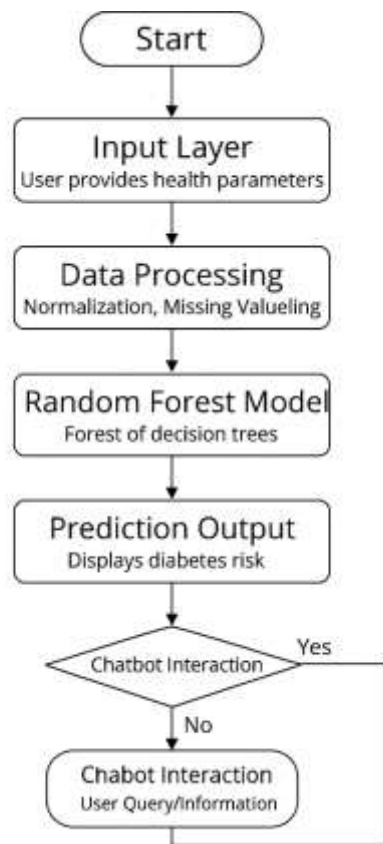 Start
Input Layer
User provides health parameters
Data Processing
Normalization, Missing Valueling
Random Forest Model
Forest of decision trees
Prediction Output
Displays diabetes risk
Chatbot Interaction
Yes
No
Chabot Interaction
User Query/Information